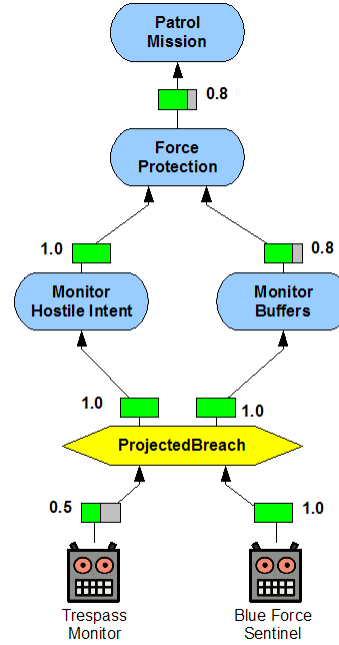 Patrol
Mission
0.8
Force
Protection
1.0
0.8
Monitor
Hostile Intent
Monitor
Buffers
1.0
1.0
ProjectedBreach
0.5
1.0
Trespass
Monitor
Blue Force
Sentinel